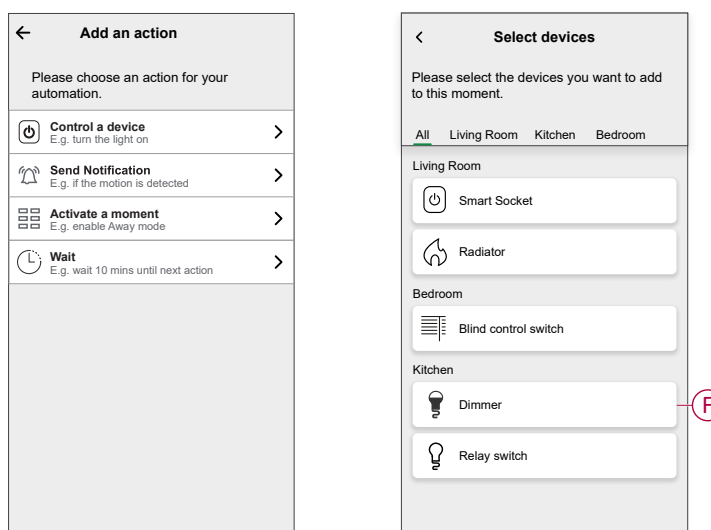 Add an action
Please choose an action for your
automation.
Control a device
E.g. turn the light on
Send Notification
E.g. if the motion is detected
Activate a moment
E.g. enable Away mode
Wait
E.g. wait 10 mins until next action
Select devices
Please select the devices you want to add
to this moment.
All Living Room Kitchen Bedroom
Living Room
Smart Socket
Radiator
Bedroom
Blind control switch
Kitchen
Dimmer
F
Relay switch